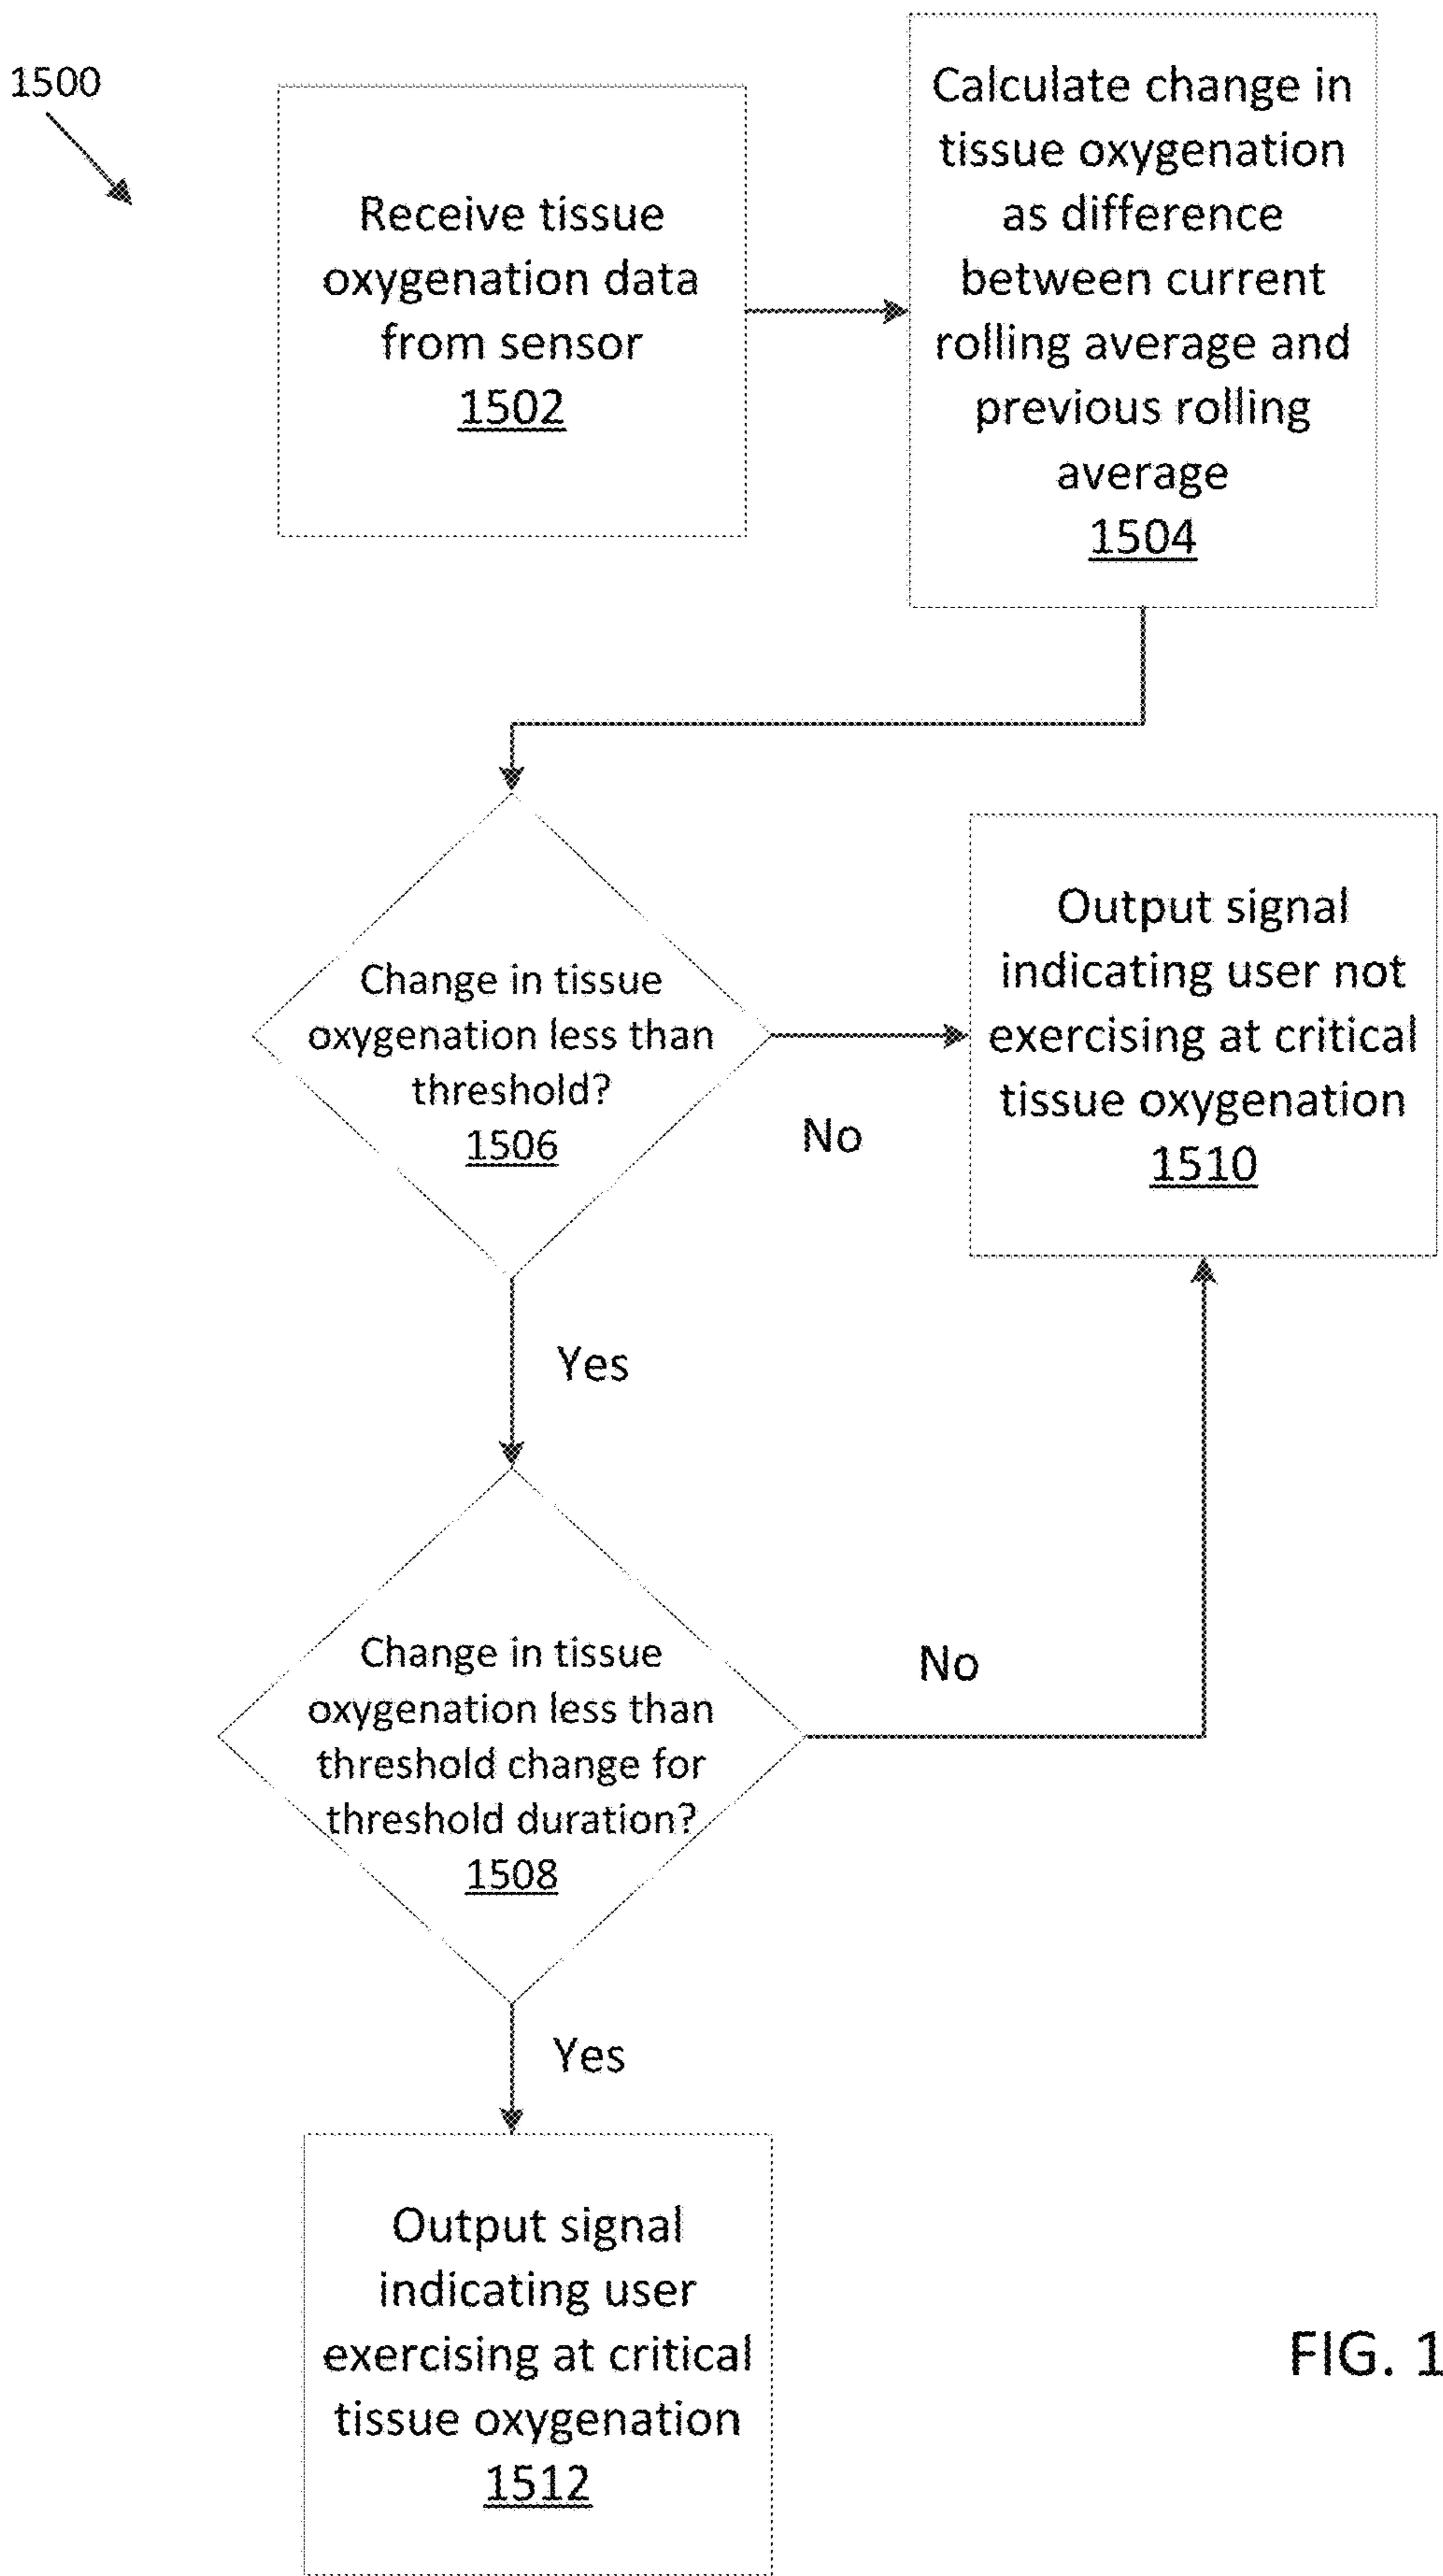 1500
Receive tissue
oxygenation data
from sensor
1502
Calculate change in
tissue oxygenation
as difference
between current
rolling average and
previous rolling
average
1504
Change in tissue
oxygenation less than
threshold?
1506
No
Output signal
indicating user not
exercising at critical
tissue oxygenation
1510
Yes
Change in tissue
oxygenation less than
threshold change for
threshold duration?
1508
No
Yes
Output signal
indicating user
exercising at critical
tissue oxygenation
1512
FIG. 1